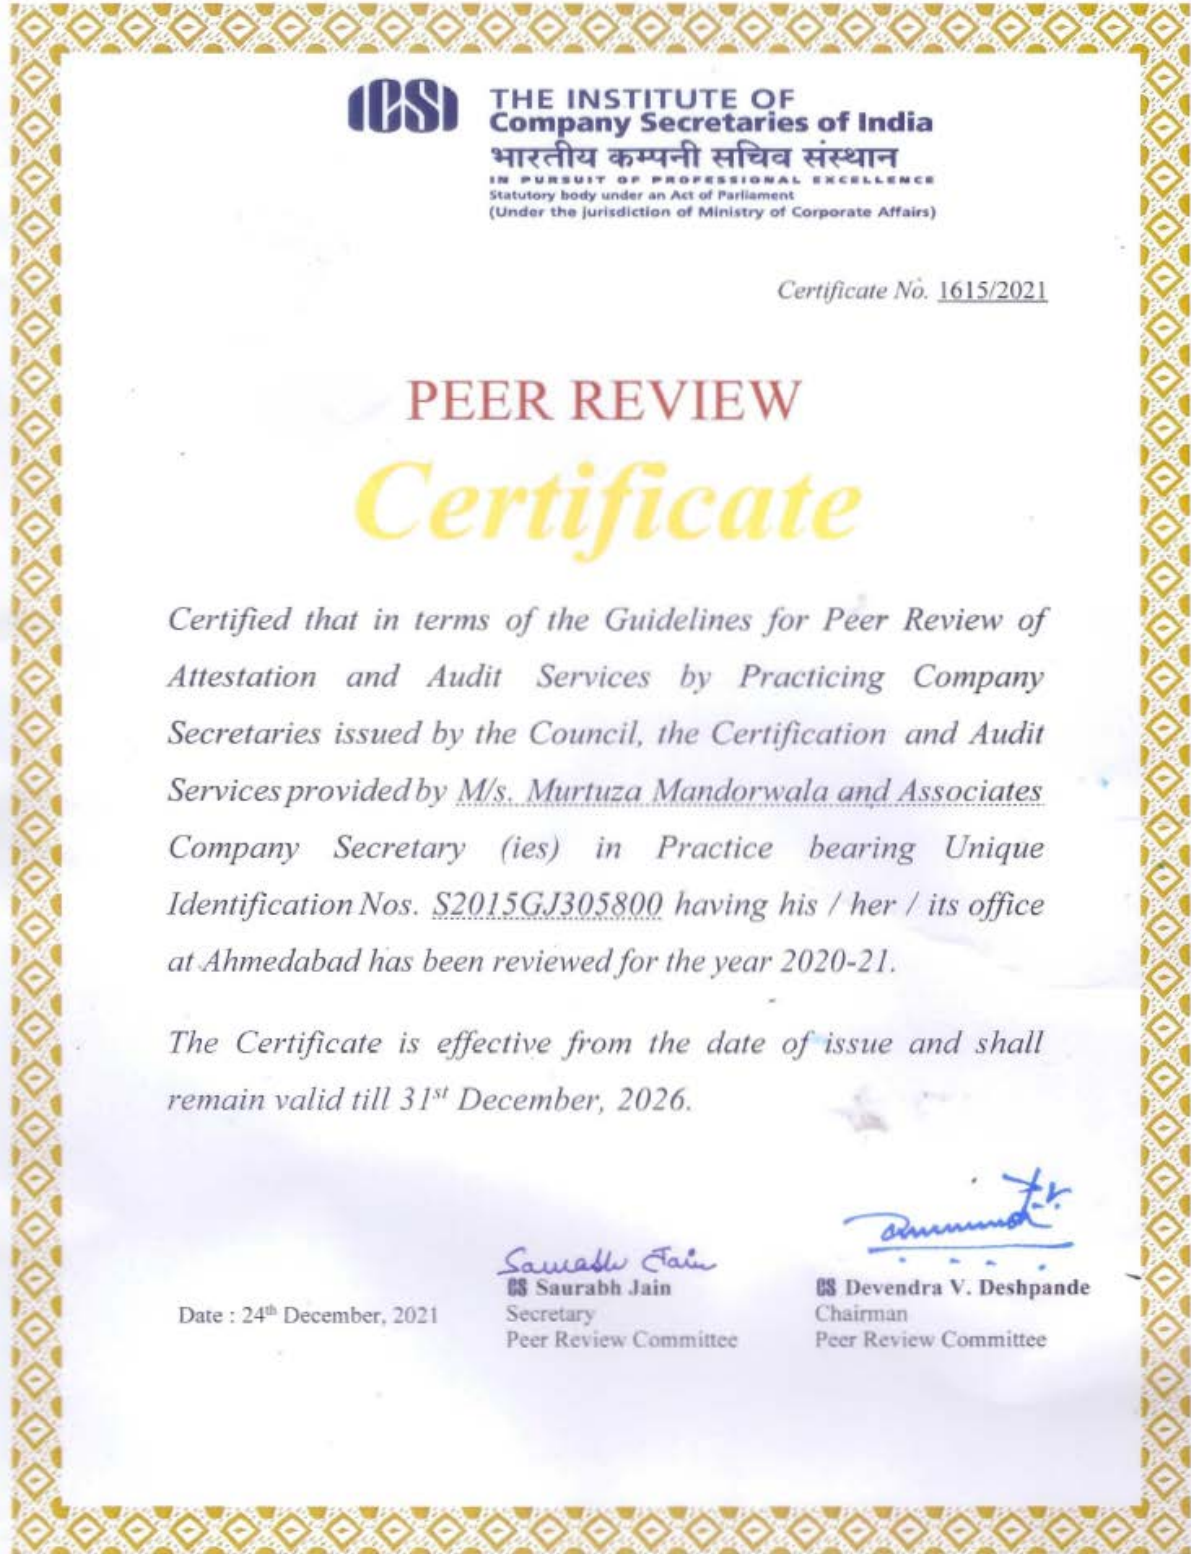 ICSI
THE INSTITUTE OF
Company Secretaries of India
भारतीय कम्पनी सचिव संस्थान
IN PURSUIT OF PROFESSIONAL EXCELLENCE
Statutory body under an Act of Parliament
(Under the jurisdiction of Ministry of Corporate Affairs)
Certificate No. 1615/2021
PEER REVIEW
Certificate
Certified that in terms of the Guidelines for Peer Review of
Attestation and Audit Services by Practicing Company
Secretaries issued by the Council, the Certification and Audit
Services provided by M/s. Murtuza Mandorwala and Associates
Company Secretary (ies) in Practice bearing Unique
Identification Nos. S2015GJ305800 having his / her / its office
at Ahmedabad has been reviewed for the year 2020-21.
The Certificate is effective from the date of issue and shall
remain valid till 31st December, 2026.
Saurabh Jain
CS Saurabh Jain
Secretary
Peer Review Committee
CS Devendra V. Deshpande
Chairman
Peer Review Committee
Date : 24th December, 2021